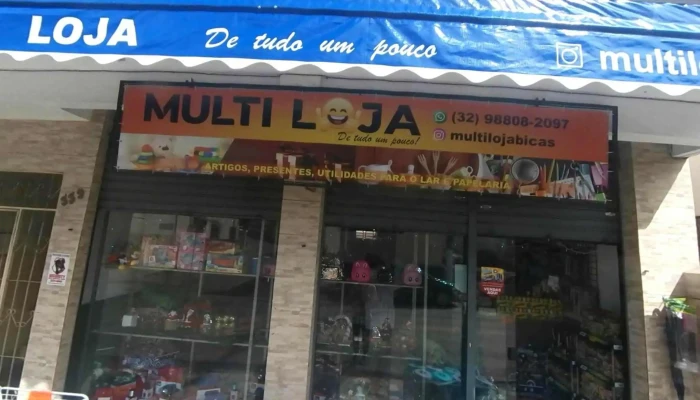 LOJA De tudo um pouco multil
MULTI LOJA
De tudo um pouco!
(32) 98808-2097
multilojabicas
ARTIGOS, PRESENTES, UTILIDADES PARA O LAR E PAPELARIA